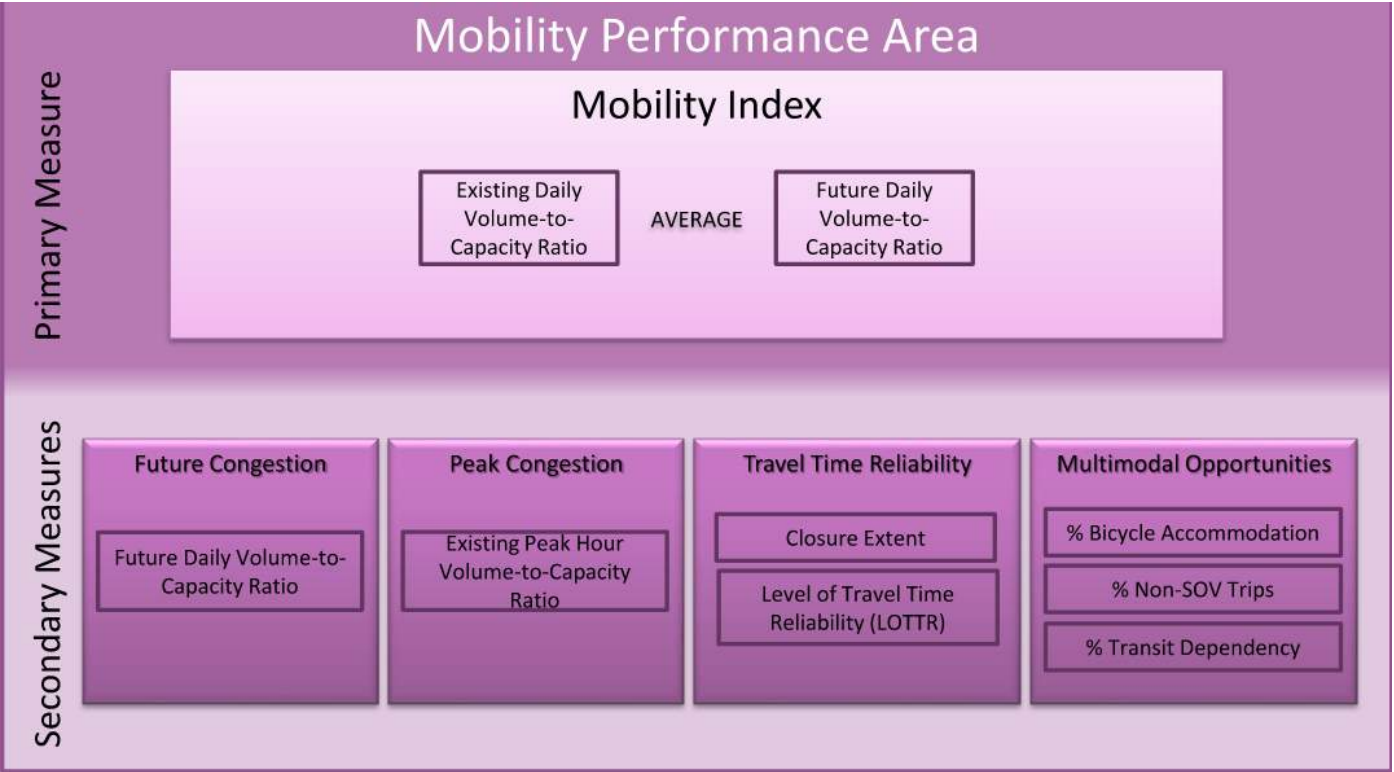 Mobility Performance Area
Primary Measure
Mobility Index
Existing Daily
Volume-to-
Capacity Ratio
AVERAGE
Future Daily
Volume-to-
Capacity Ratio
Secondary Measures
Future Congestion
Future Daily Volume-to-
Capacity Ratio
Peak Congestion
Existing Peak Hour
Volume-to-Capacity
Ratio
Travel Time Reliability
Closure Extent
Level of Travel Time
Reliability (LOTTR)
Multimodal Opportunities
% Bicycle Accommodation
% Non-SOV Trips
% Transit Dependency